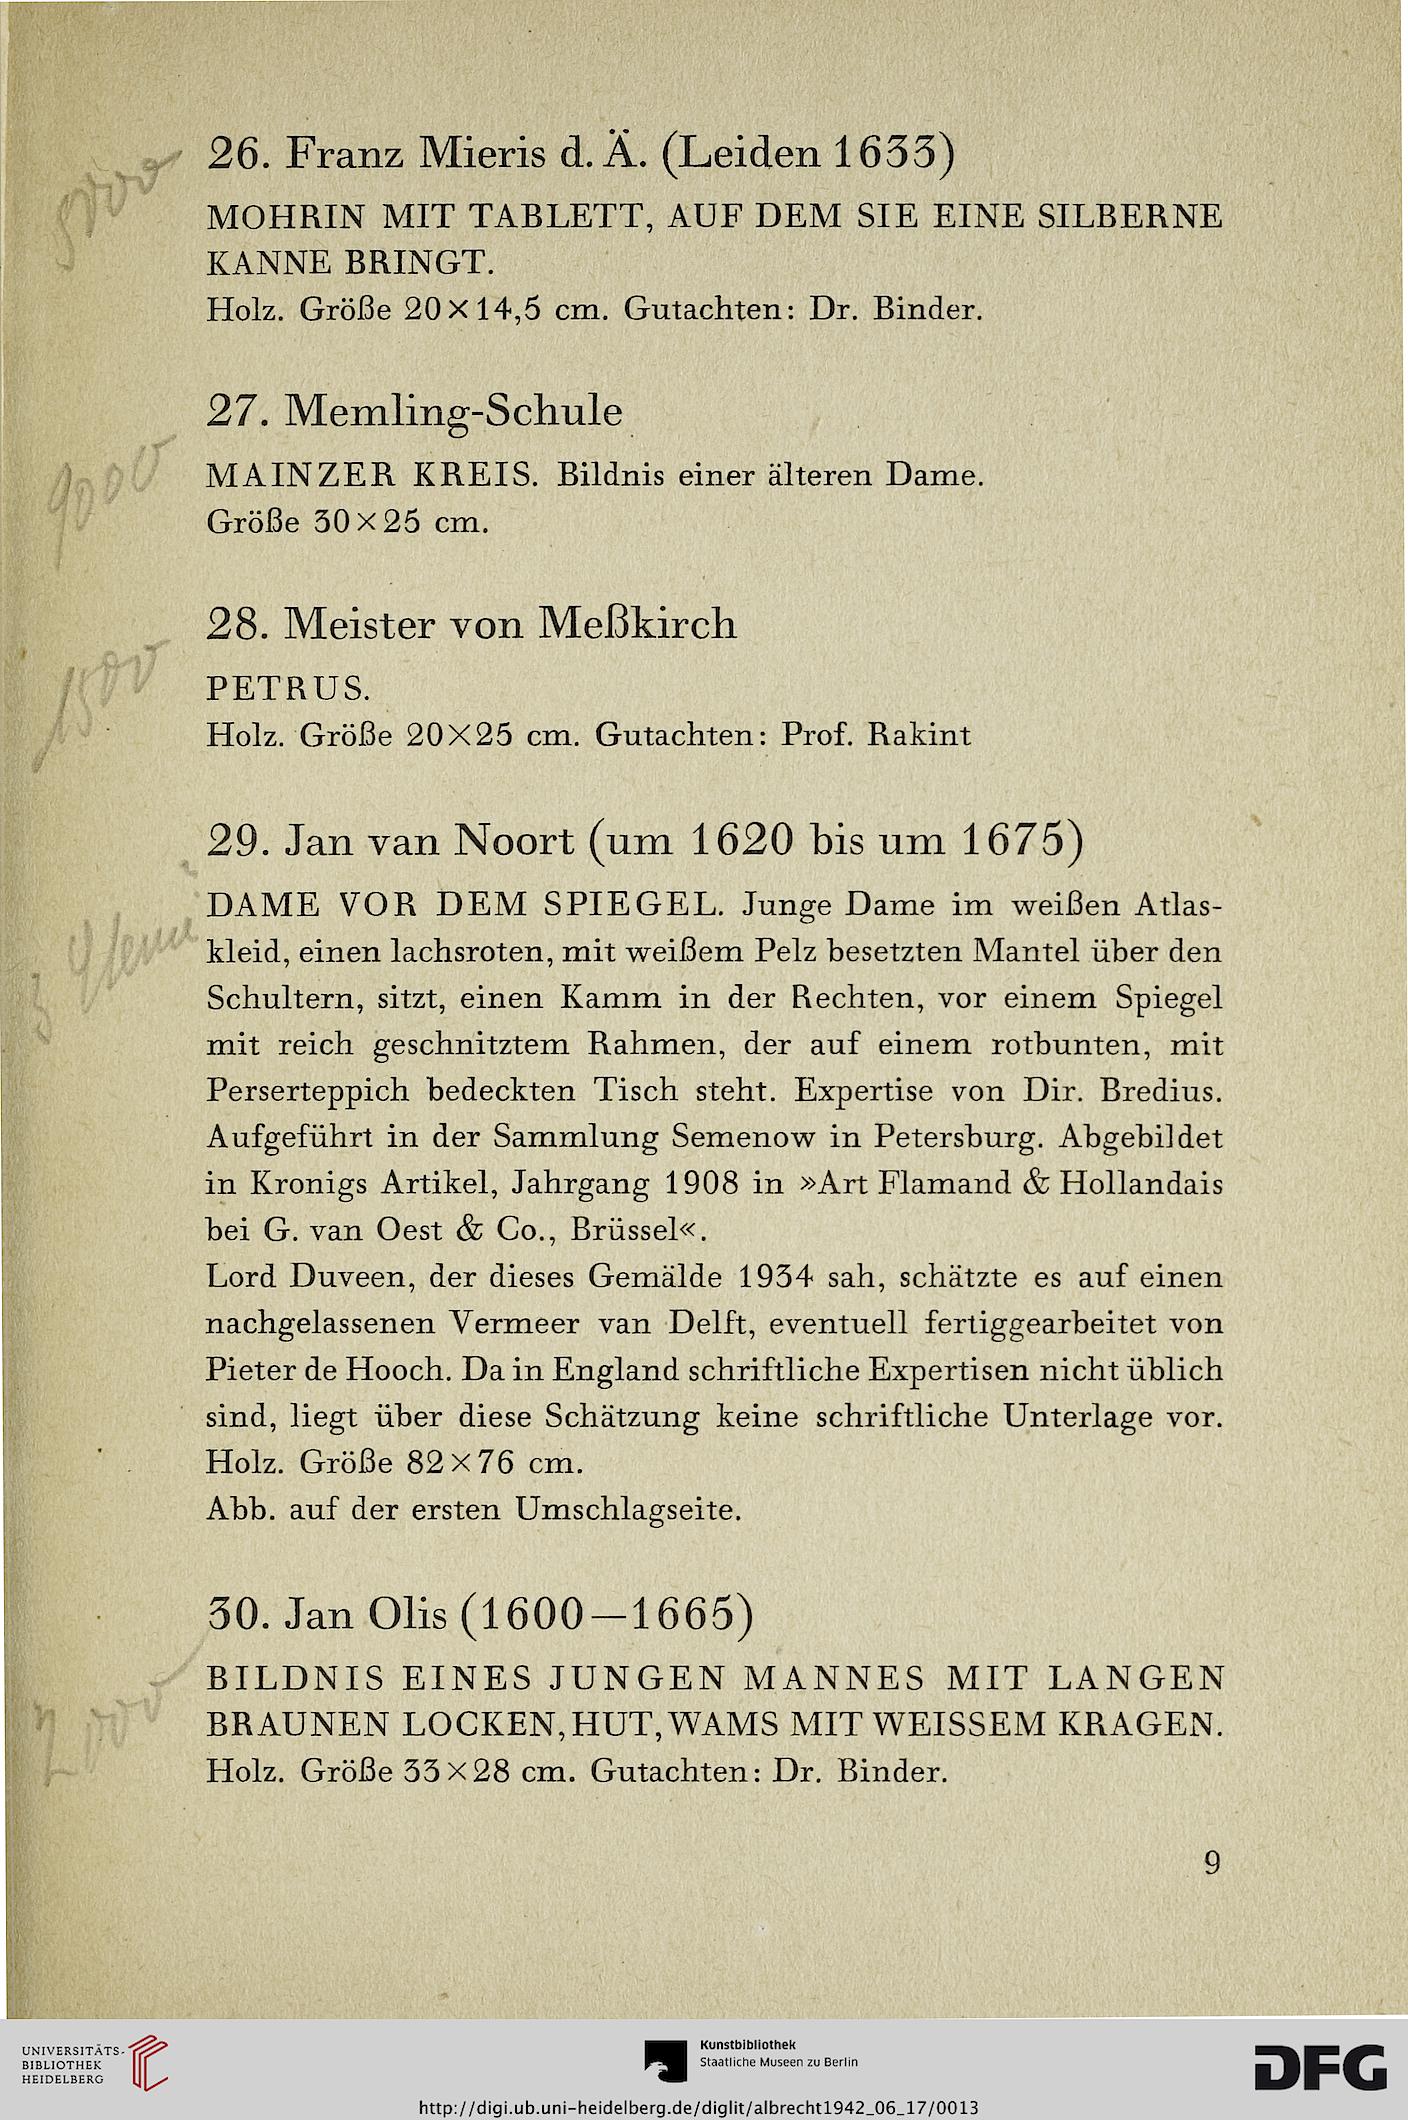 8000
26. Franz Mieris d. Ä. (Leiden 1633)
MOHRIN MIT TABLETT, AUF DEM SIE EINE SILBERNE
KANNE BRINGT.
Holz. Größe 20×14,5 cm. Gutachten: Dr. Binder.
27. Memling-Schule
9000
MAINZER KREIS. Bildnis einer älteren Dame.
Größe 30×25 cm.
28. Meister von Meßkirch
1500
PETRUS.
Holz. Größe 20×25 cm. Gutachten: Prof. Rakint
29. Jan van Noort (um 1620 bis um 1675)
DAME VOR DEM SPIEGEL. Junge Dame im weißen Atlas-
kleid, einen lachsroten, mit weißem Pelz besetzten Mantel über den
Schultern, sitzt, einen Kamm in der Rechten, vor einem Spiegel
mit reich geschnitztem Rahmen, der auf einem rotbunten, mit
Perserteppich bedeckten Tisch steht. Expertise von Dir. Bredius.
Aufgeführt in der Sammlung Semenow in Petersburg. Abgebildet
in Kronigs Artikel, Jahrgang 1908 in »Art Flamand & Hollandais
bei G. van Oest & Co., Brüssel«.
Lord Duveen, der dieses Gemälde 1934 sah, schätzte es auf einen
nachgelassenen Vermeer van Delft, eventuell fertiggearbeitet von
Pieter de Hooch. Da in England schriftliche Expertisen nicht üblich
sind, liegt über diese Schätzung keine schriftliche Unterlage vor.
Holz. Größe 82×76 cm.
Abb. auf der ersten Umschlagseite.
30. Jan Olis (1600—1665)
2000
BILDNIS EINES JUNGEN MANNES MIT LANGEN
BRAUNEN LOCKEN, HUT, WAMS MIT WEISSEM KRAGEN.
Holz. Größe 33×28 cm. Gutachten: Dr. Binder.
9
UNIVERSITÄTS-
BIBLIOTHEK
HEIDELBERG
Kunstbibliothek
Staatliche Museen zu Berlin
DFG
http://digi.ub.uni-heidelberg.de/diglit/albrecht1942_06_17/0013